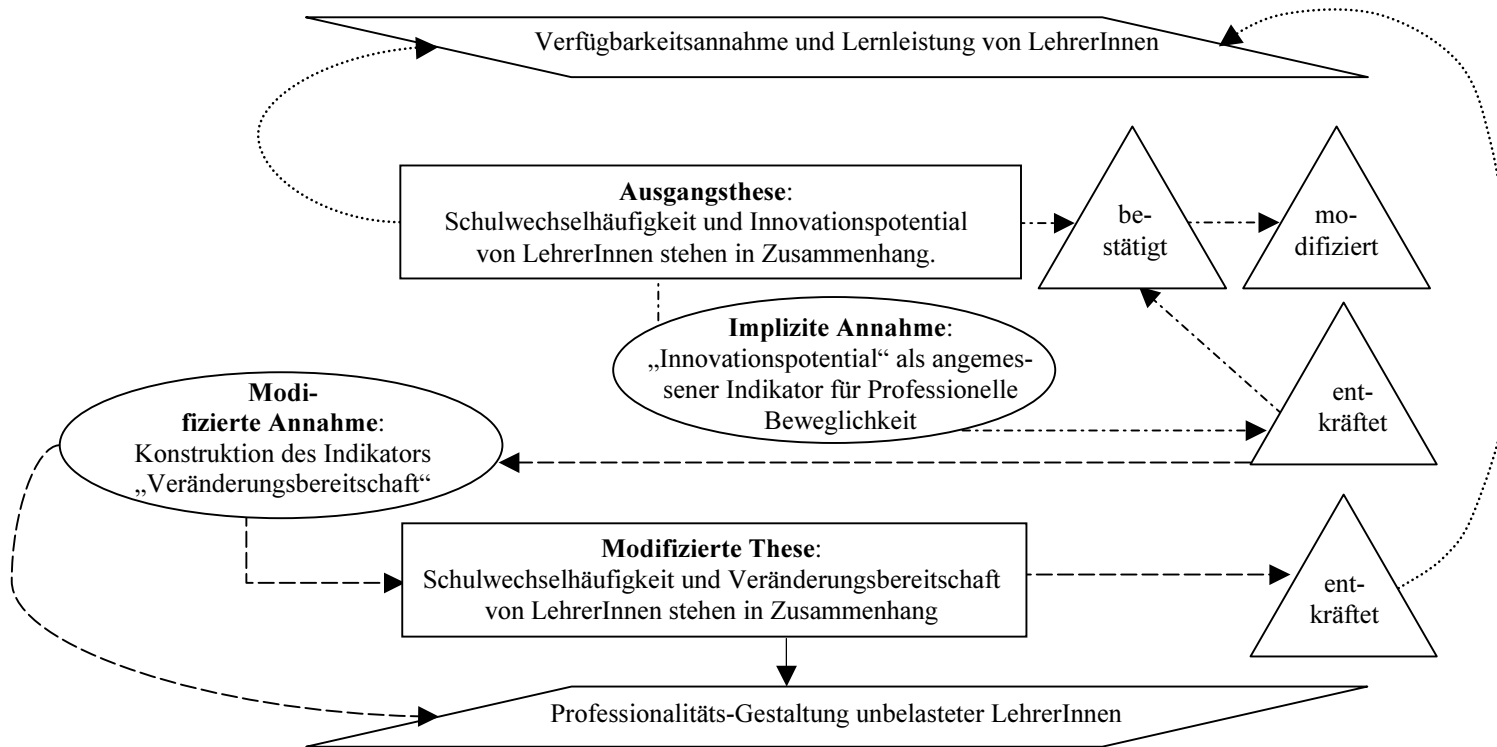 Verfügbarkeitsannahme und Lernleistung von LehrerInnen
Ausgangsthese:
Schulwechselhäufigkeit und Innovationspotential
von LehrerInnen stehen in Zusammenhang.
be-
stätigt
mo-
difiziert
Implizite Annahme:
„Innovationspotential“ als angemes-
sener Indikator für Professionelle
Beweglichkeit
ent-
kräftet
Modi-
fizierte Annahme:
Konstruktion des Indikators
„Veränderungsbereitschaft“
Modifizierte These:
Schulwechselhäufigkeit und Veränderungsbereitschaft
von LehrerInnen stehen in Zusammenhang
ent-
kräftet
Professionalitäts-Gestaltung unbelasteter LehrerInnen